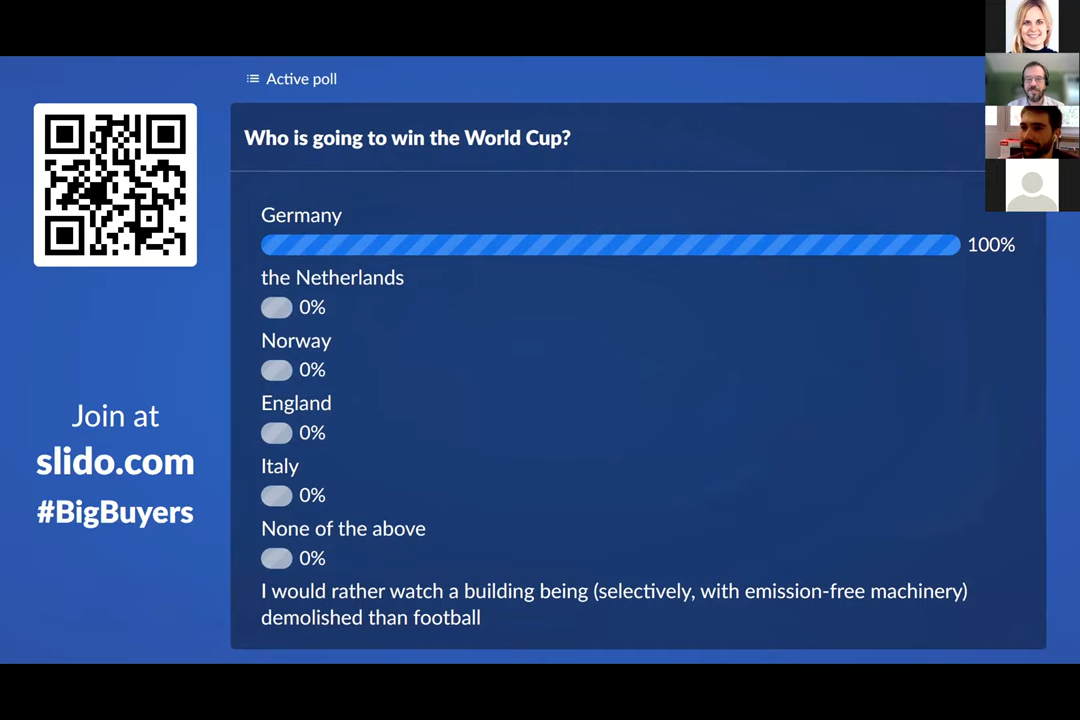 Active poll
Who is going to win the World Cup?
Germany
100%
the Netherlands
0%
Norway
0%
England
0%
Italy
0%
None of the above
0%
I would rather watch a building being (selectively, with emission-free machinery)
demolished than football
Join at
slido.com
#BigBuyers